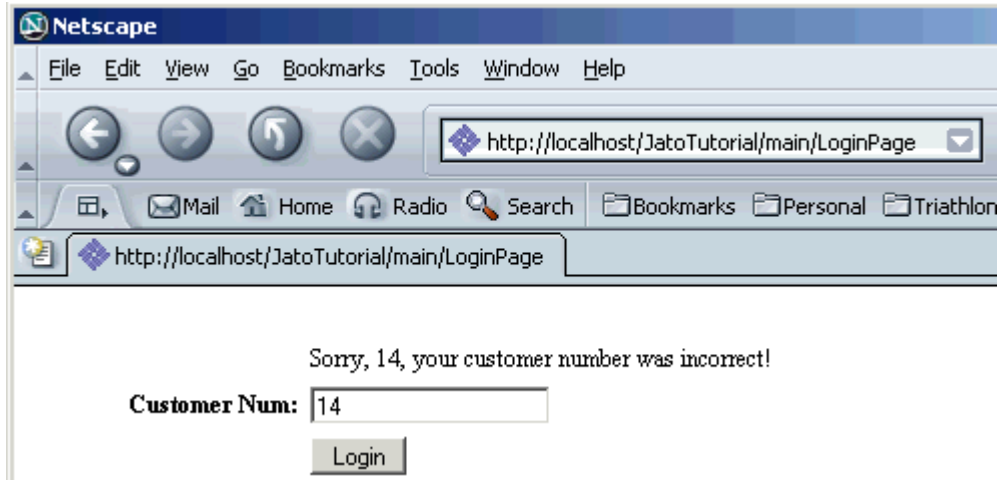 Netscape
File Edit View Go Bookmarks Tools Window Help
http://localhost/JatoTutorial/main/LoginPage
Mail Home Radio Search Bookmarks Personal Triathlon
http://localhost/JatoTutorial/main/LoginPage
Sorry, 14, your customer number was incorrect!
Customer Num: 14
Login